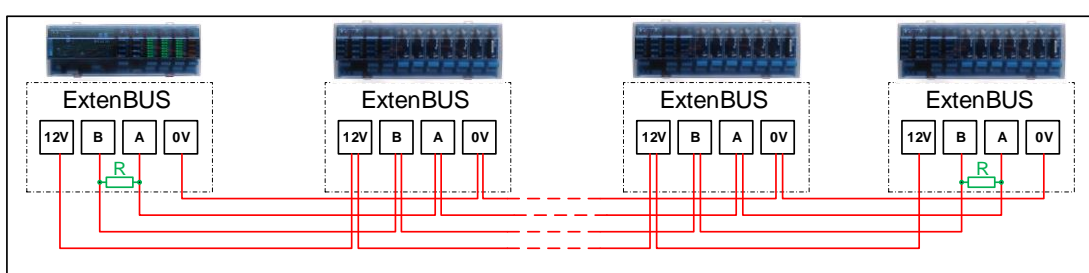 ExtenBUS ExtenBUS ExtenBUS ExtenBUS
12V B A 0V 12V B A 0V 12V B A 0V 12V B A 0V
R R